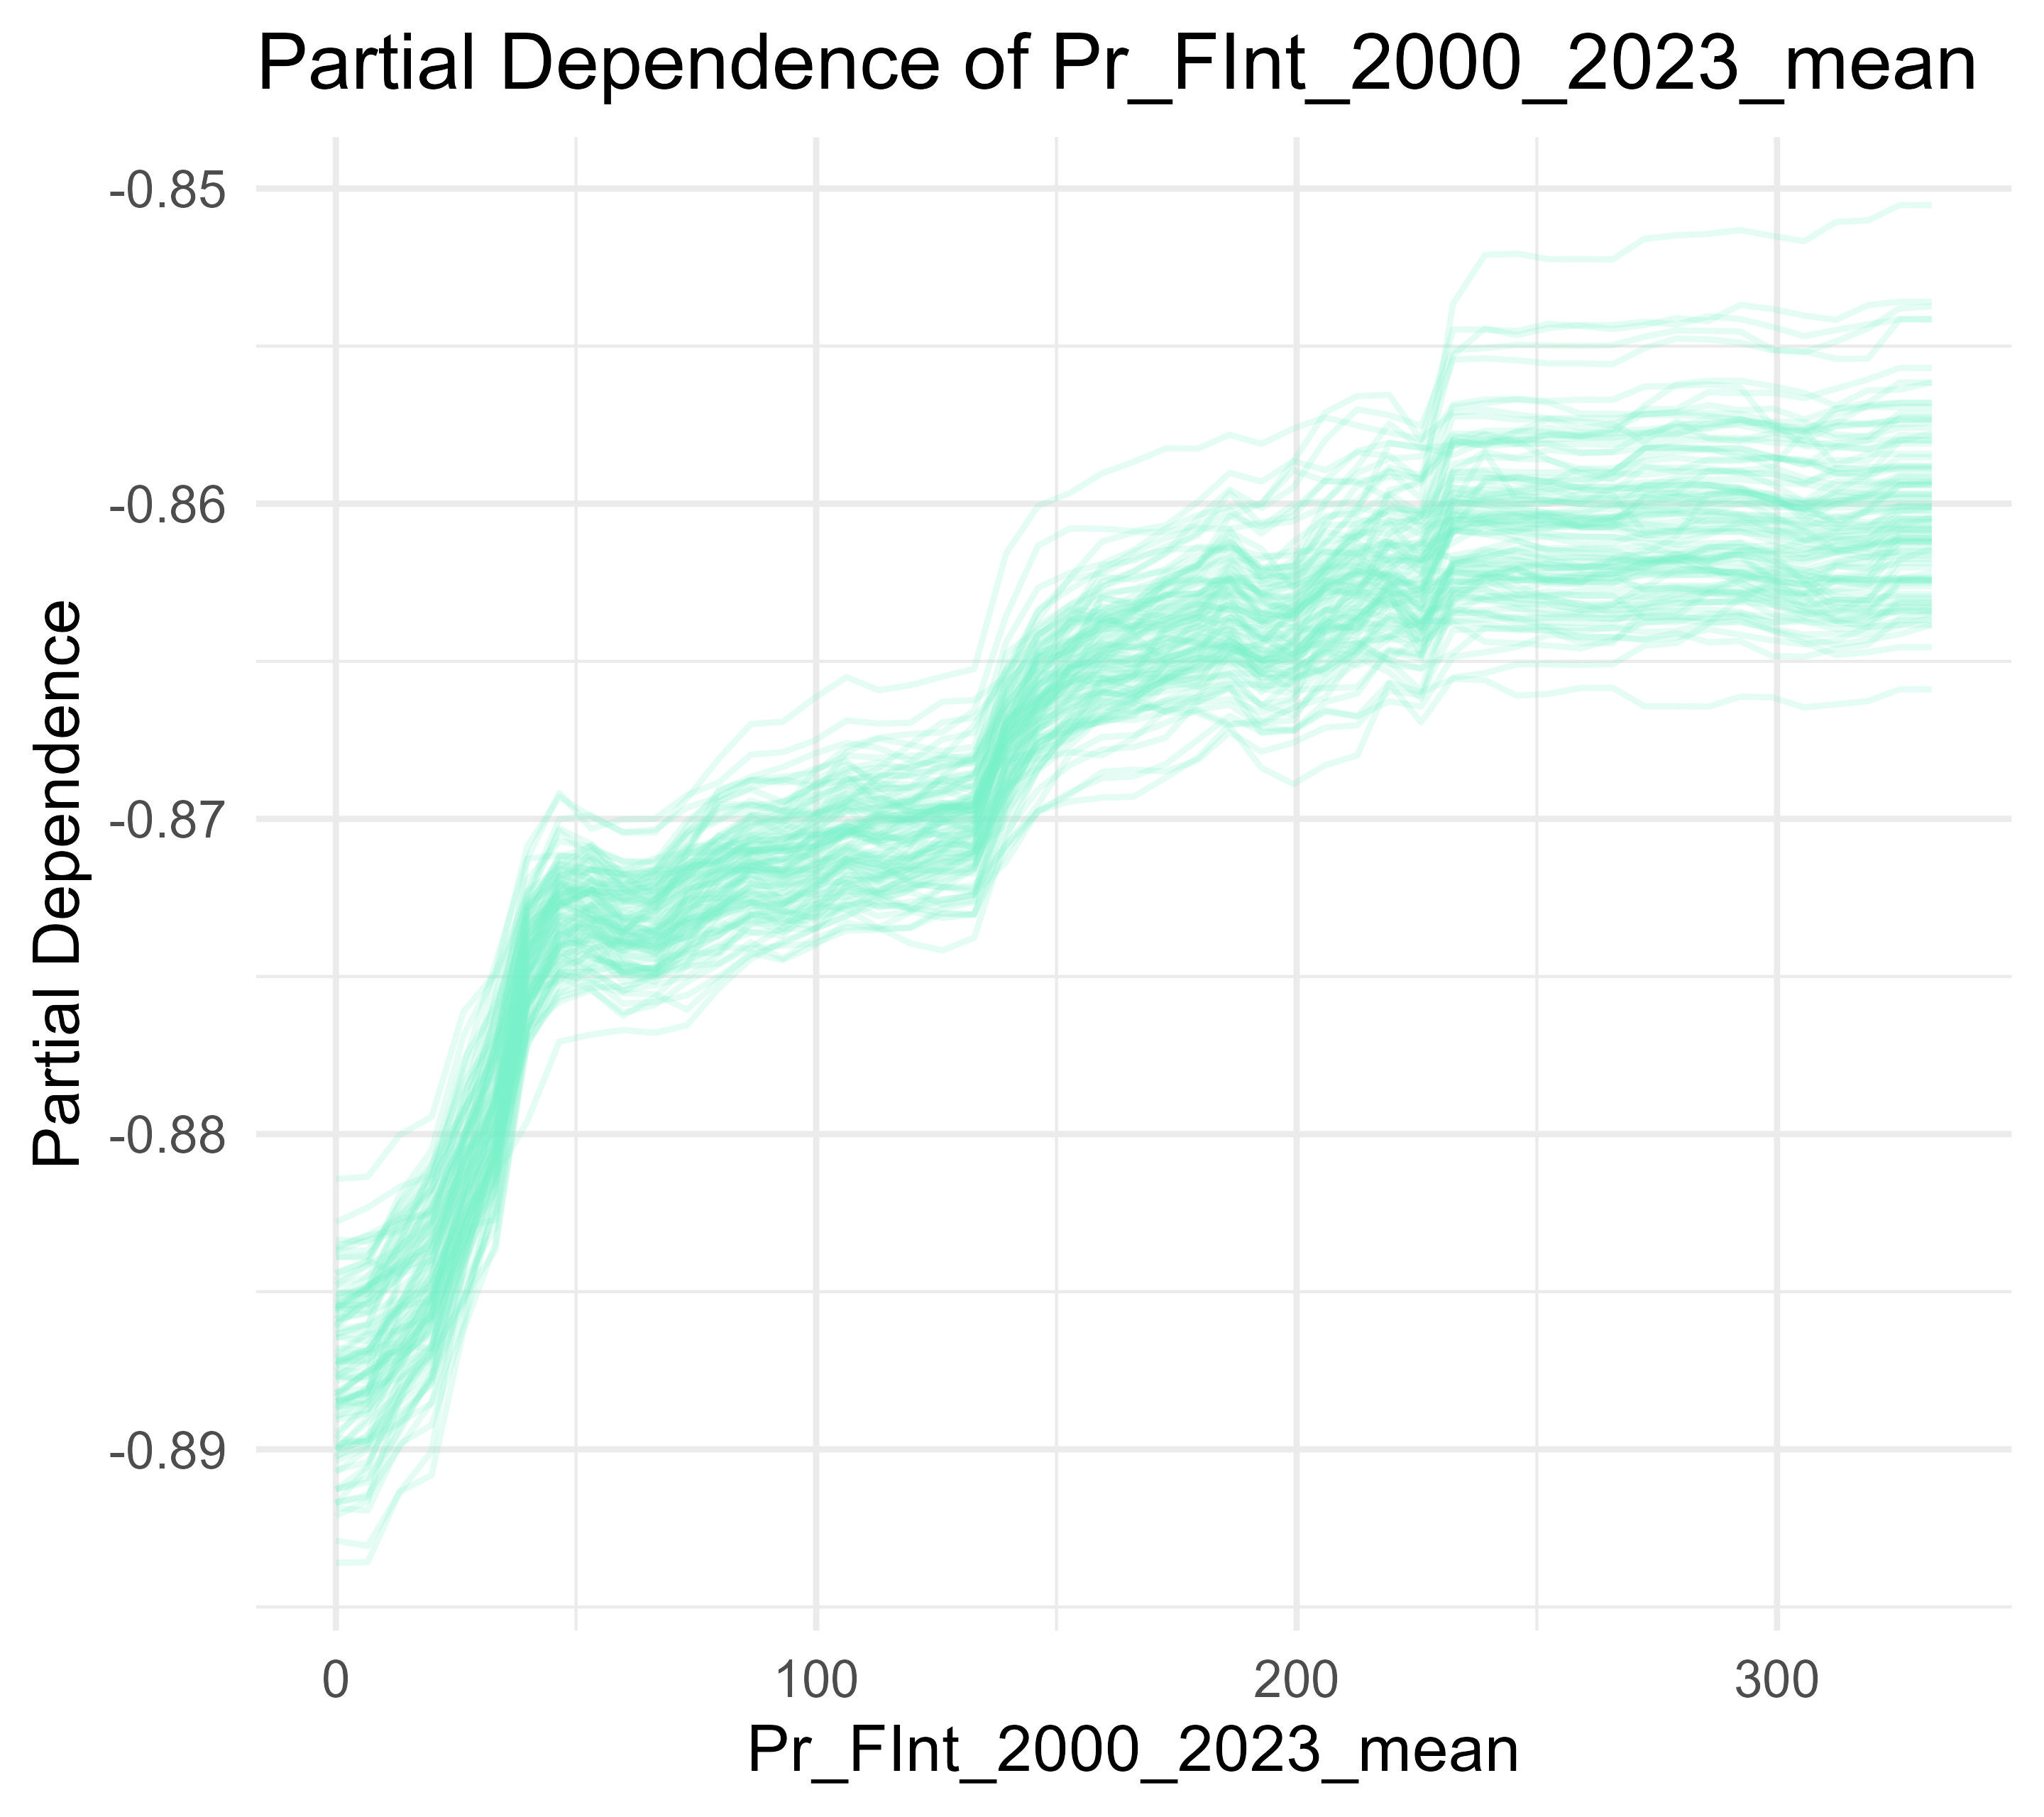 Partial Dependence of Pr_FInt_2000_2023_mean
-0.85
-0.86
-0.87
-0.88
-0.89
Partial Dependence
0 100 200 300
Pr_FInt_2000_2023_mean